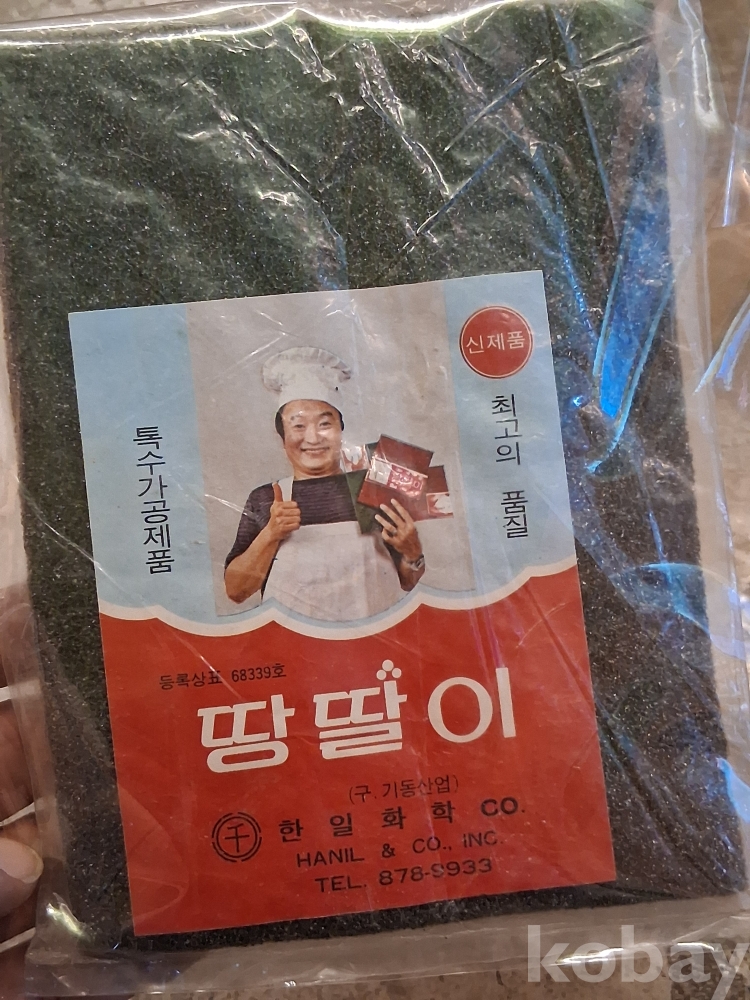 신제품
최고의 품질
특수가공제품
등록상표 68339호
땅딸이
(구.기동산업)
千 한일화학 CO.
HANIL & CO., INC.
TEL. 878-9933
kobay